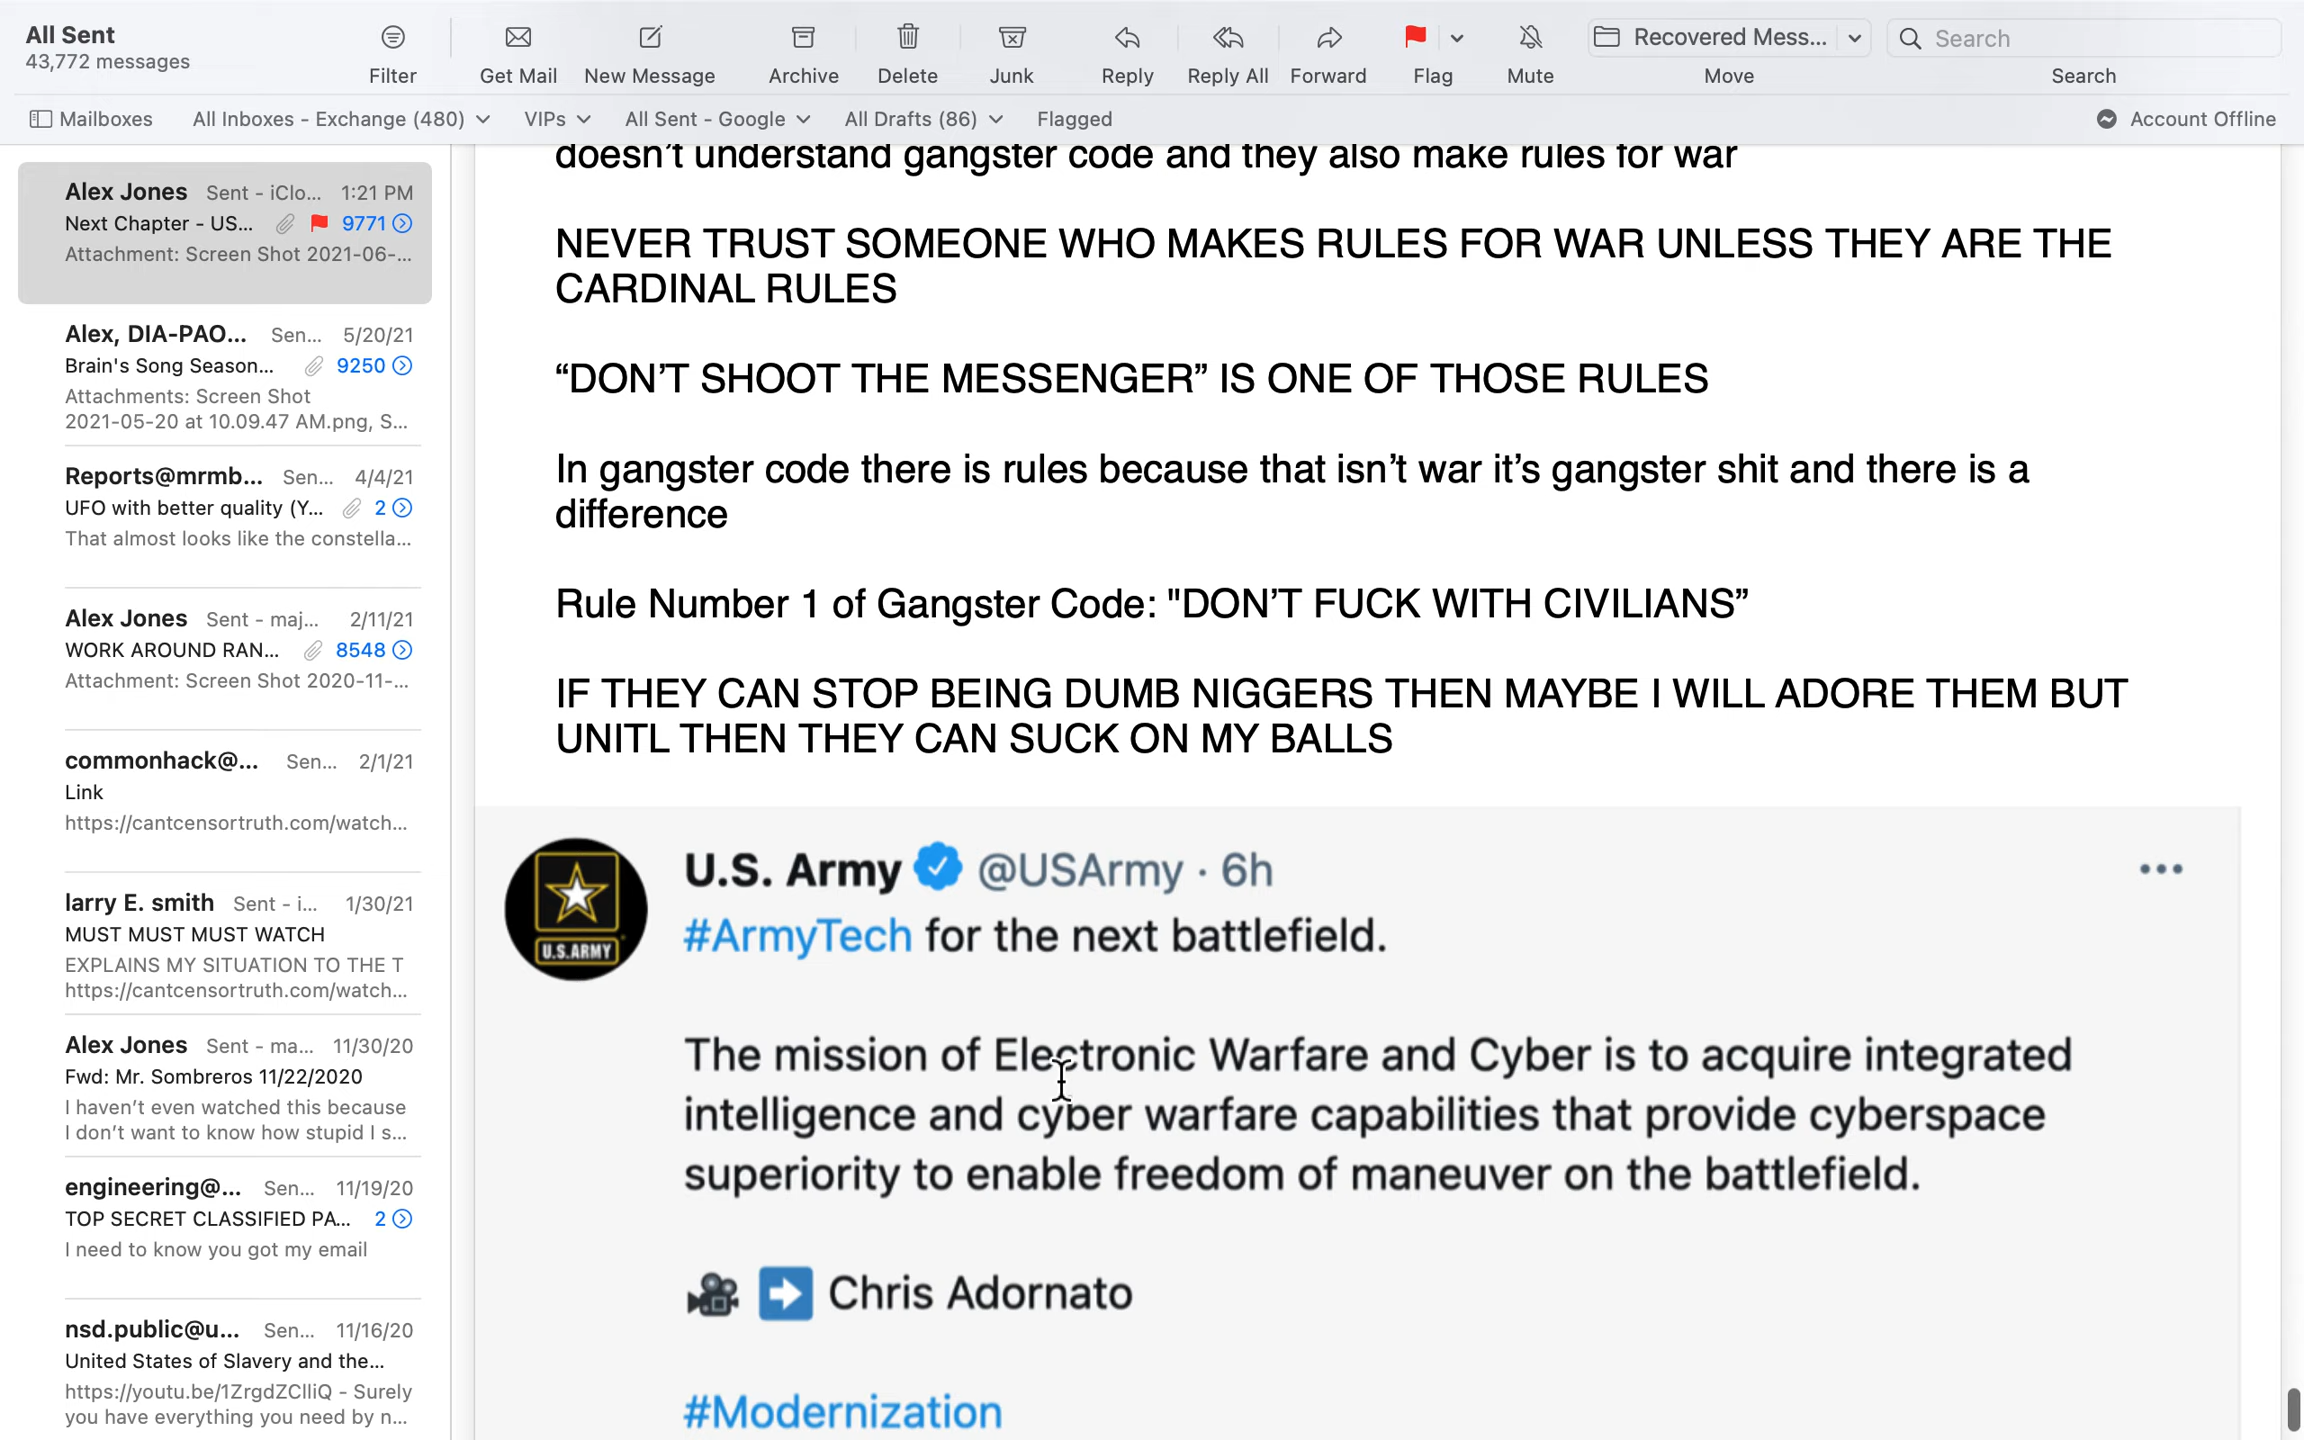 All Sent
43,772 messages
Filter
Get Mail
New Message
Archive
Delete
Junk
Reply
Reply All
Forward
Flag
Mute
Recovered Mess...
Move
Search
Search
Mailboxes
All Inboxes - Exchange (480)
VIPs
All Sent - Google
All Drafts (86)
Flagged
Account Offline
Alex Jones Sent - iClo... 1:21 PM
Next Chapter - US... 9771
Attachment: Screen Shot 2021-06-...
Alex, DIA-PAO... Sen... 5/20/21
Brain's Song Season... 9250
Attachments: Screen Shot
2021-05-20 at 10.09.47 AM.png, S...
Reports@mrmb... Sen... 4/4/21
UFO with better quality (Y... 2
That almost looks like the constella...
Alex Jones Sent - maj... 2/11/21
WORK AROUND RAN... 8548
Attachment: Screen Shot 2020-11-...
commonhack@... Sen... 2/1/21
Link
https://cantcensortruth.com/watch...
larry E. smith Sent - i... 1/30/21
MUST MUST MUST WATCH
EXPLAINS MY SITUATION TO THE T
https://cantcensortruth.com/watch...
Alex Jones Sent - ma... 11/30/20
Fwd: Mr. Sombreros 11/22/2020
I haven't even watched this because
I don't want to know how stupid I s...
engineering@... Sen... 11/19/20
TOP SECRET CLASSIFIED PA... 2
I need to know you got my email
nsd.public@u... Sen... 11/16/20
United States of Slavery and the...
https://youtu.be/1ZrgdZClliQ - Surely
you have everything you need by n...
doesn't understand gangster code and they also make rules for war
NEVER TRUST SOMEONE WHO MAKES RULES FOR WAR UNLESS THEY ARE THE
CARDINAL RULES
“DON'T SHOOT THE MESSENGER” IS ONE OF THOSE RULES
In gangster code there is rules because that isn't war it's gangster shit and there is a
difference
Rule Number 1 of Gangster Code: "DON'T FUCK WITH CIVILIANS”
IF THEY CAN STOP BEING DUMB NIGGERS THEN MAYBE I WILL ADORE THEM BUT
UNITL THEN THEY CAN SUCK ON MY BALLS
U.S.ARMY
U.S. Army @USArmy · 6h
#ArmyTech for the next battlefield.
The mission of Electronic Warfare and Cyber is to acquire integrated
intelligence and cyber warfare capabilities that provide cyberspace
superiority to enable freedom of maneuver on the battlefield.
Chris Adornato
#Modernization